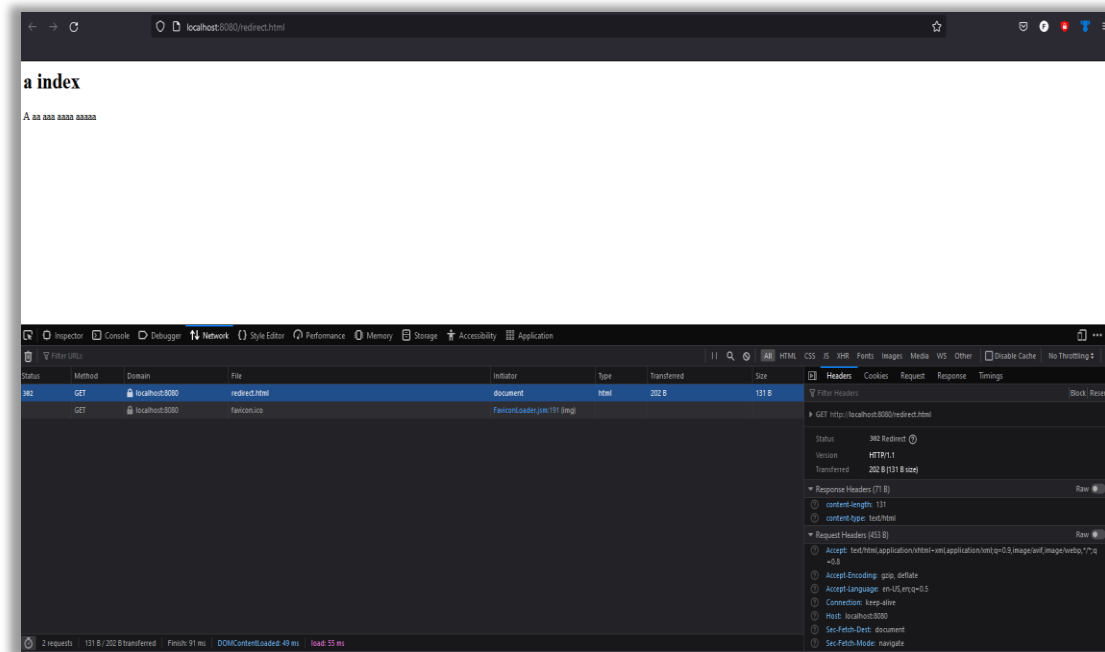 localhost:8080/redirect.html
a index
A aa aaa aaaa aaaaa
Inspector Console Debugger Network Style Editor Performance Memory Storage Accessibility Application
Filter URLs All HTML CSS JS XHR Fonts Images Media WS Other Disable Cache No Throttling
Status Method Domain File Initiator Type Transferred Size
302 GET localhost:8080 redirect.html document html 202 B 131 B
GET localhost:8080 favicon.ico FaviconLoader.jsm:191 (img)
Headers Cookies Request Response Timings
Filter Headers Block Reser
GET http://localhost:8080/redirect.html
Status 302 Redirect
Version HTTP/1.1
Transferred 202 B (131 B size)
Response Headers (71 B) Raw
content-length: 131
content-type: text/html
Request Headers (453 B) Raw
Accept: text/html,application/xhtml+xml,application/xml;q=0.9,image/avif,image/webp,*/*;q
=0.8
Accept-Encoding: gzip, deflate
Accept-Language: en-US,en;q=0.5
Connection: keep-alive
Host: localhost:8080
Sec-Fetch-Dest: document
Sec-Fetch-Mode: navigate
2 requests 131 B / 202 B transferred Finish: 91 ms DOMContentLoaded: 49 ms load: 55 ms